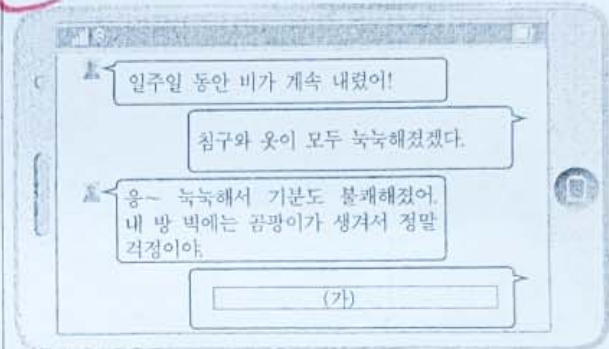 일주일 동안 비가 계속 내렸어!
침구와 옷이 모두 눅눅해졌겠다.
응~ 눅눅해서 기분도 불쾌해졌어.
내 방 벽에는 곰팡이가 생겨서 정말
걱정이야.
(가)